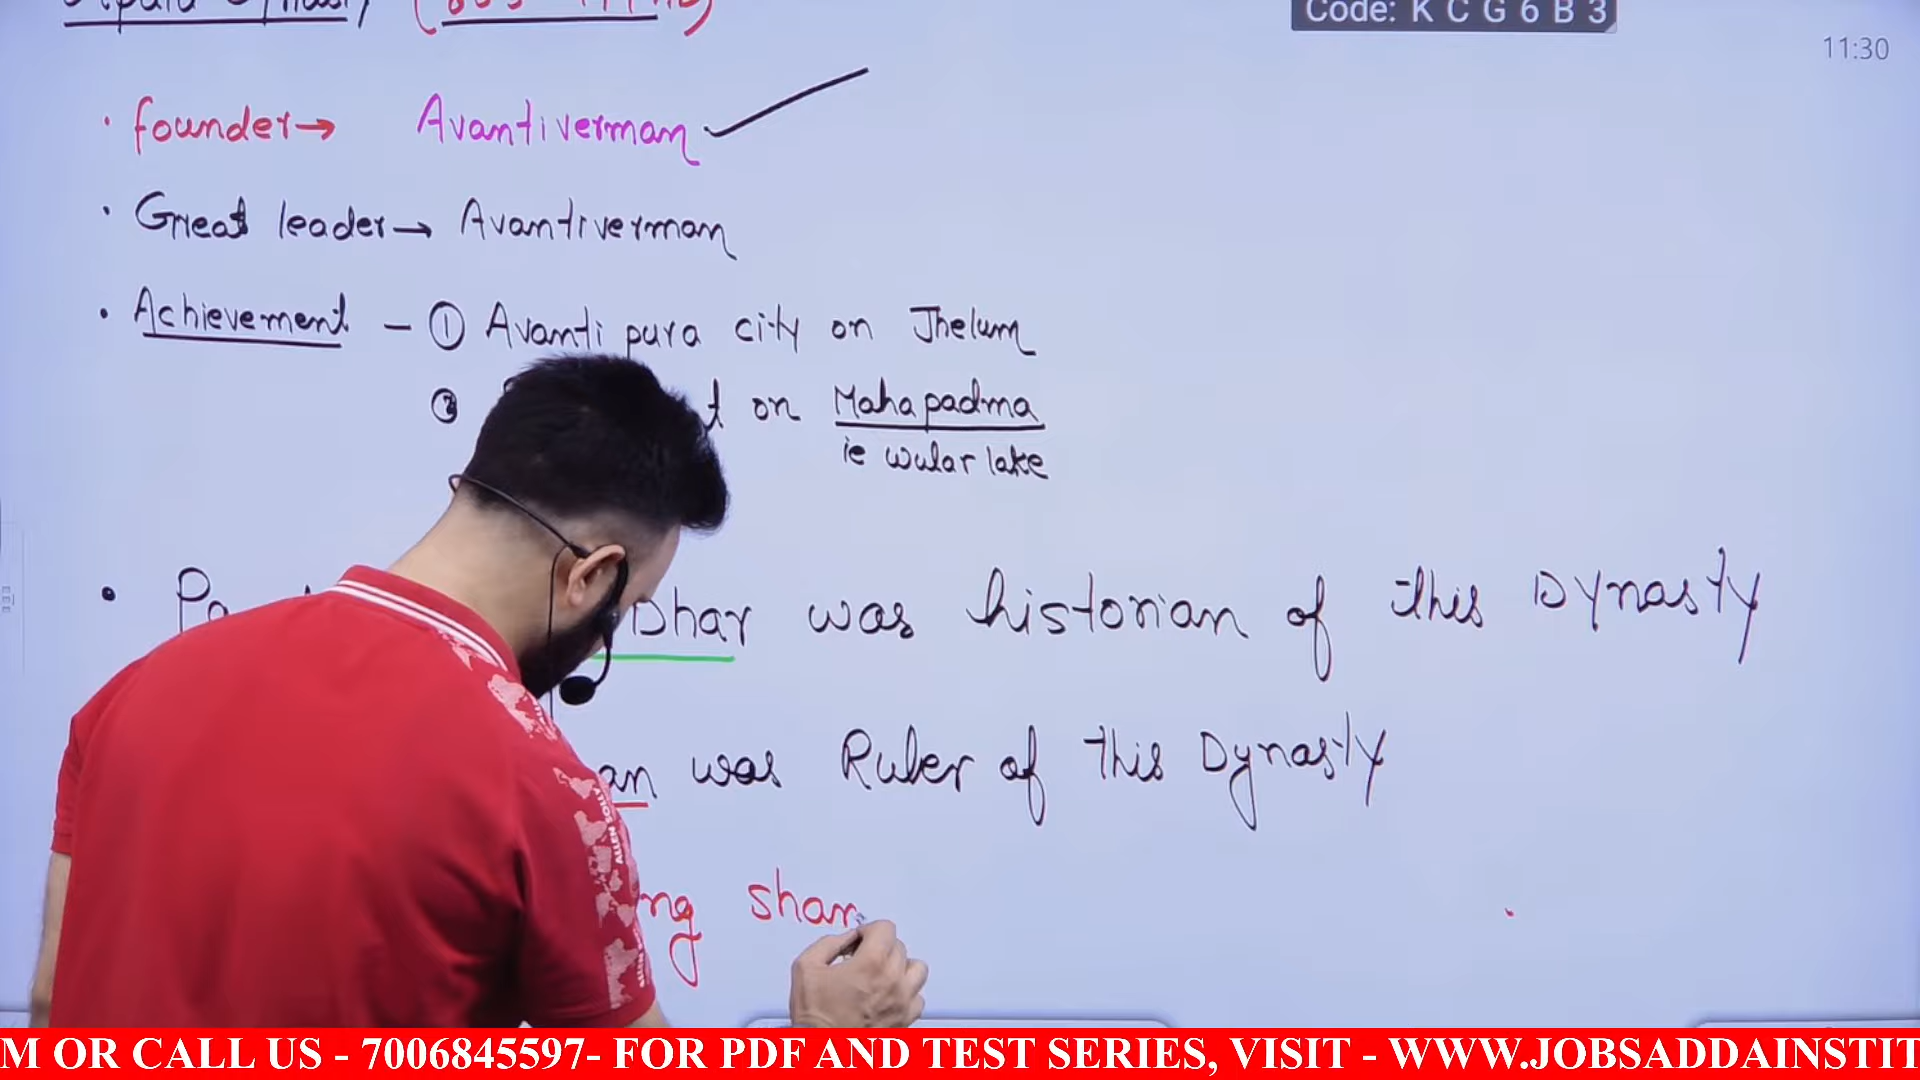 Code: K C G 6 B 3
11:30
• founder→ Avantiverman
• Great leader→ Avantiverman
• Achievement – ① Avanti pura city on Jhelum
② on Mahapadma
ie wular lake
• Dhar was historian of this Dynasty
was Ruler of this Dynasty
shan
M OR CALL US - 7006845597- FOR PDF AND TEST SERIES, VISIT - WWW.JOBSADDAINSTIT